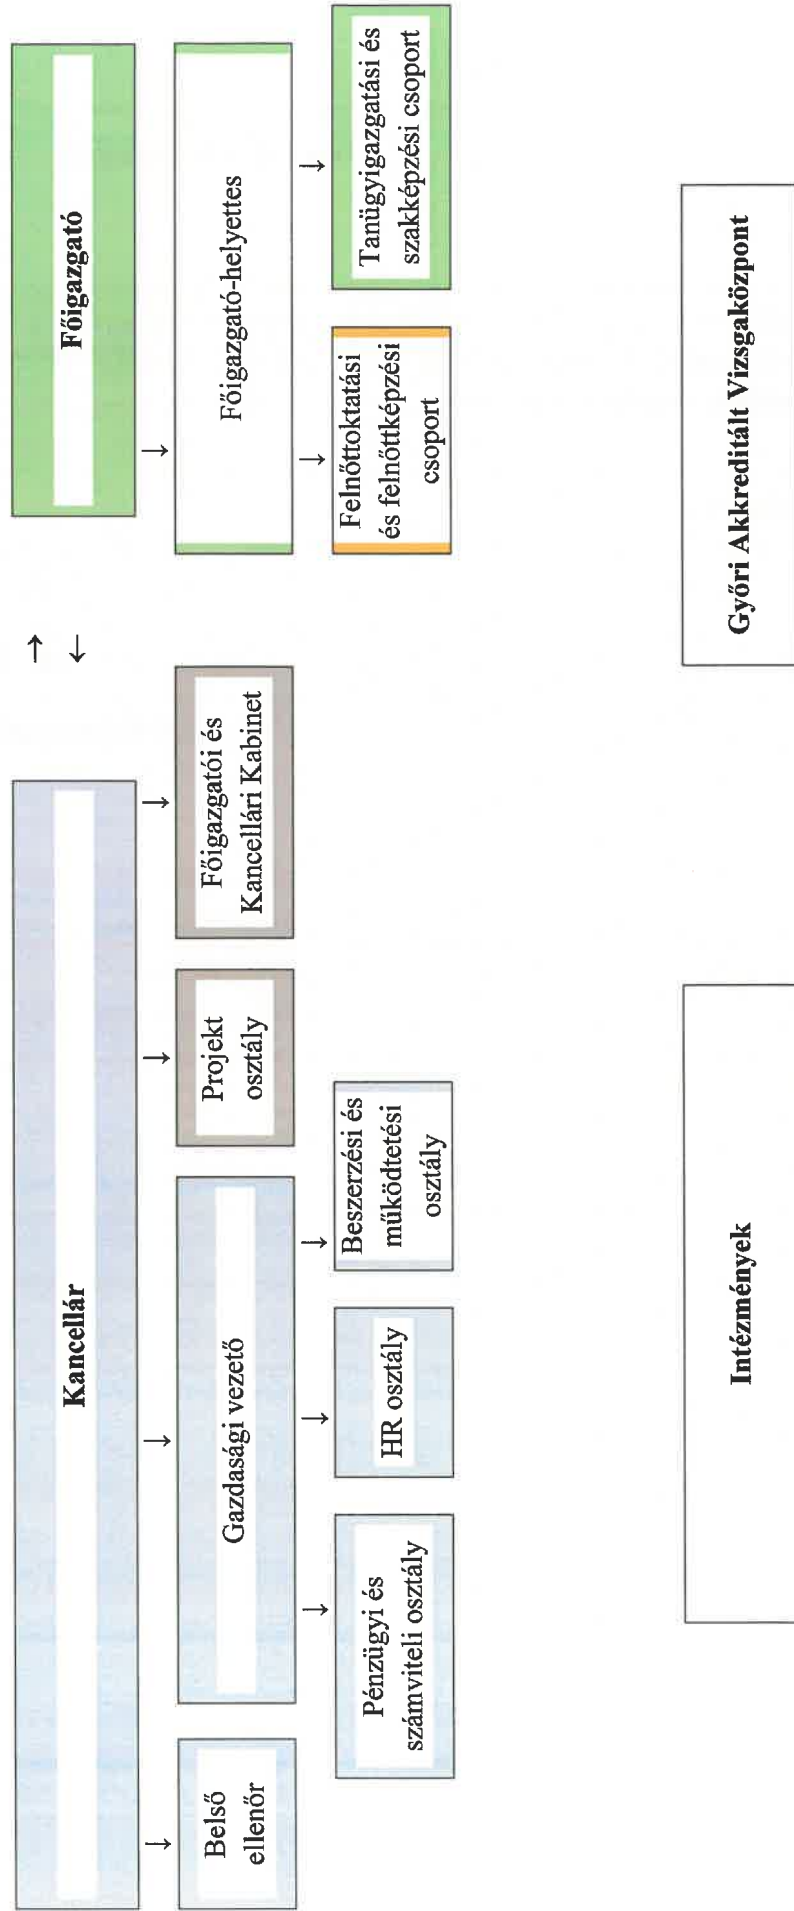 Kancellár
→
←
Főigazgató
→
→
→
→
→
Belső
ellenőr
Gazdasági vezető
Projekt
osztály
Főigazgatói és
Kancellári Kabinet
Főigazgató-helyettes
→
→
→
→
→
Pénzügyi és
számviteli osztály
HR osztály
Beszerzési és
működtetési
osztály
Felnőttoktatási
és felnőttképzési
csoport
Tanügyigazgatási és
szakképzési csoport
Intézmények
Győri Akkreditált Vizsgaközpont